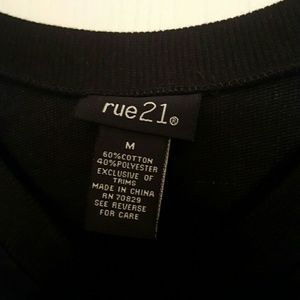 rue21®
M
60%COTTON
40%POLYESTER
EXCLUSIVE OF
TRIMS
MADE IN CHINA
RN 70829
SEE REVERSE
FOR CARE